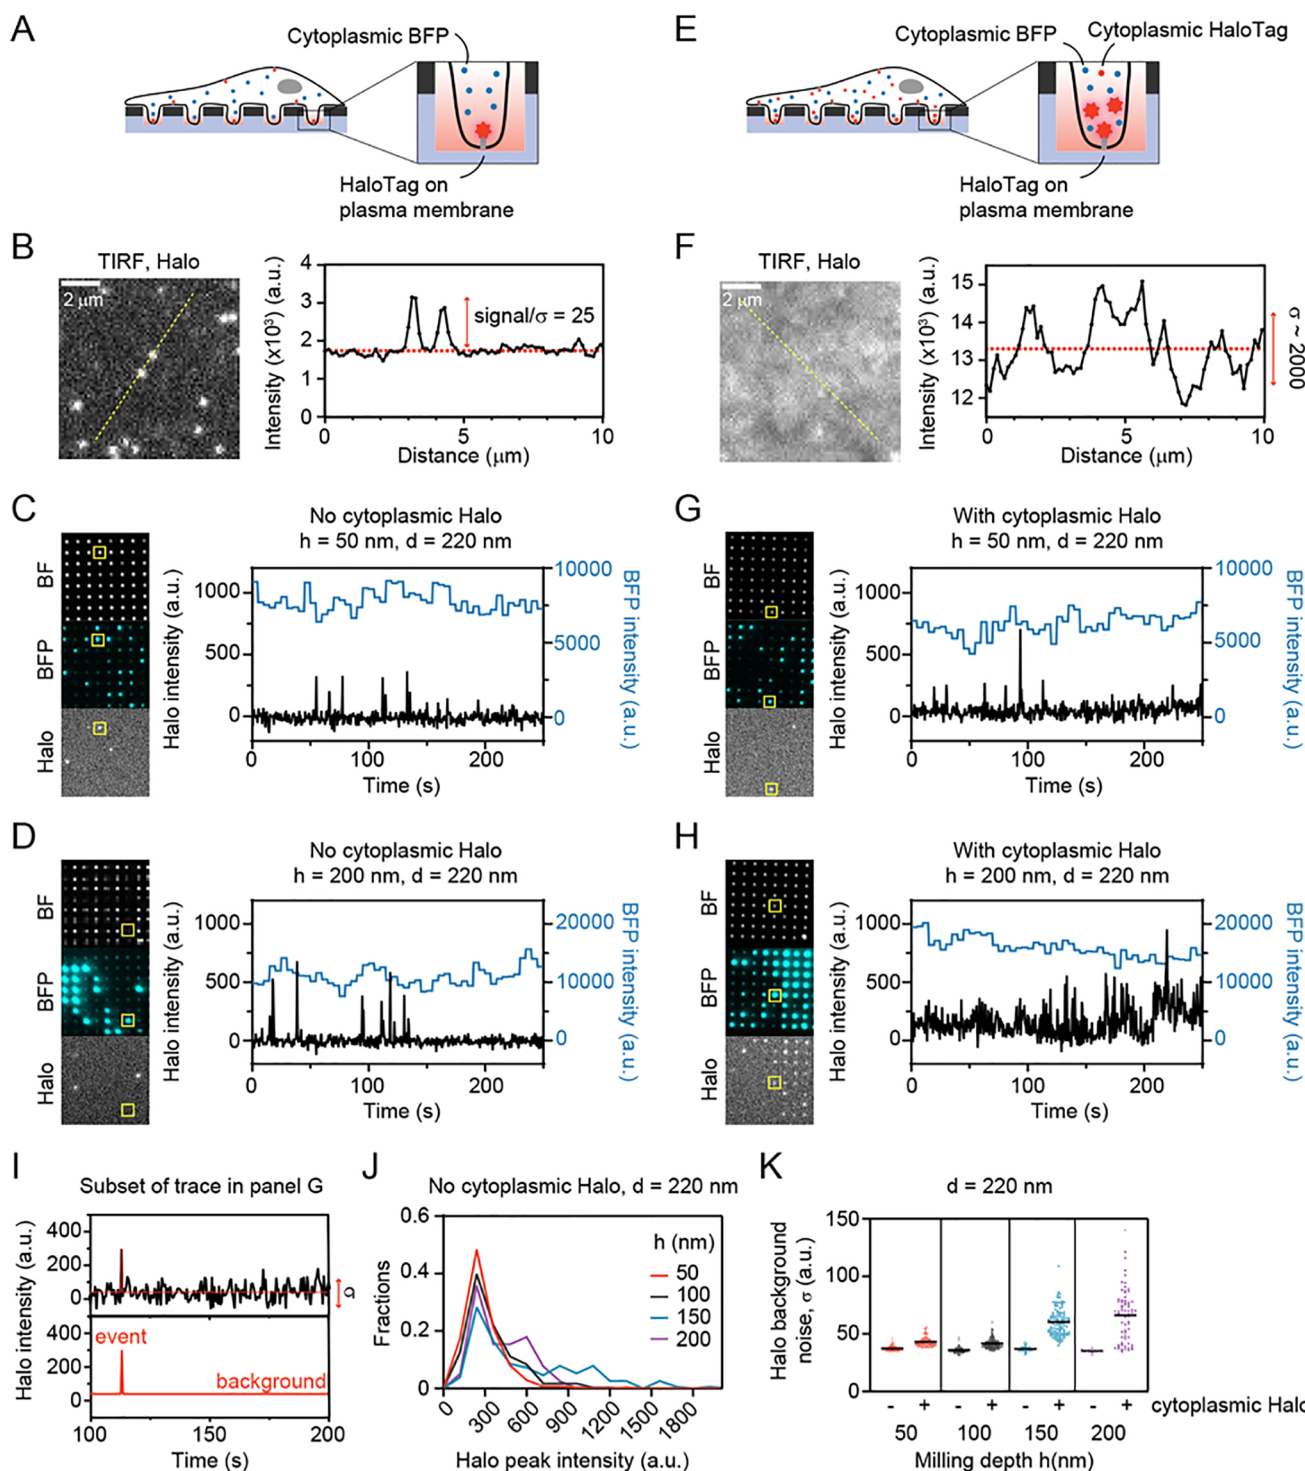 A
Cytoplasmic BFP
HaloTag on
plasma membrane
E
Cytoplasmic BFP
Cytoplasmic HaloTag
HaloTag on
plasma membrane
B
TIRF, Halo
2 μm
Intensity (x10³) (a.u.)
4
3
2
1
0
signal/σ = 25
0 5 10
Distance (μm)
F
TIRF, Halo
2 μm
Intensity (x10³) (a.u.)
15
14
13
12
σ ~ 2000
0 5 10
Distance (μm)
C
No cytoplasmic Halo
h = 50 nm, d = 220 nm
BF
BFP
Halo
Halo intensity (a.u.)
1000
500
0
10000
5000
0
BFP intensity (a.u.)
0 100 200
Time (s)
G
With cytoplasmic Halo
h = 50 nm, d = 220 nm
BF
BFP
Halo
Halo intensity (a.u.)
1000
500
0
10000
5000
0
BFP intensity (a.u.)
0 100 200
Time (s)
D
No cytoplasmic Halo
h = 200 nm, d = 220 nm
BF
BFP
Halo
Halo intensity (a.u.)
1000
500
0
20000
10000
0
BFP intensity (a.u.)
0 100 200
Time (s)
H
With cytoplasmic Halo
h = 200 nm, d = 220 nm
BF
BFP
Halo
Halo intensity (a.u.)
1000
500
0
20000
10000
0
BFP intensity (a.u.)
0 100 200
Time (s)
I
Subset of trace in panel G
Halo intensity (a.u.)
400
200
0
σ
400
200
0
event
background
100 150 200
Time (s)
J
No cytoplasmic Halo, d = 220 nm
Fractions
0.6
0.4
0.2
0
h (nm)
50
100
150
200
0 300 600 900 1200 1500 1800
Halo peak intensity (a.u.)
K
d = 220 nm
Halo background
noise, σ (a.u.)
150
100
50
0
- + - + - + - + cytoplasmic Halo
50 100 150 200
Milling depth h(nm)